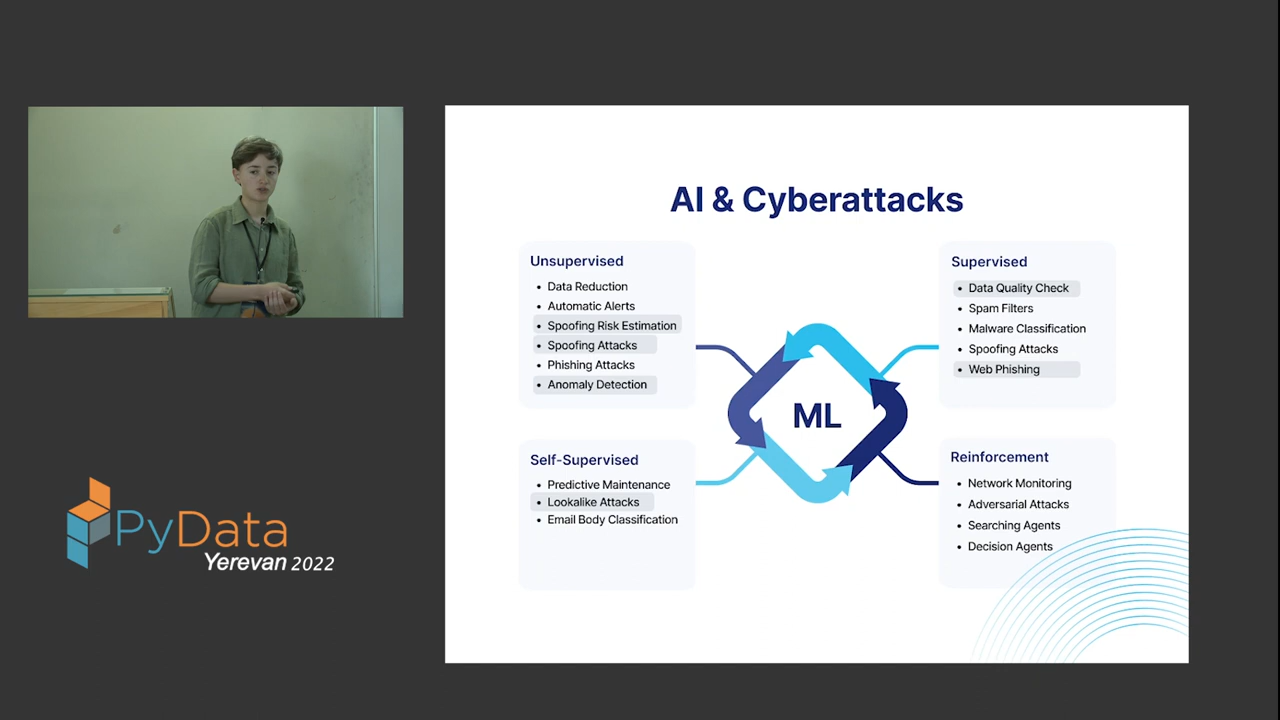 AI & Cyberattacks
Unsupervised
• Data Reduction
• Automatic Alerts
• Spoofing Risk Estimation
• Spoofing Attacks
• Phishing Attacks
• Anomaly Detection
Supervised
• Data Quality Check
• Spam Filters
• Malware Classification
• Spoofing Attacks
• Web Phishing
ML
Self-Supervised
• Predictive Maintenance
• Lookalike Attacks
• Email Body Classification
Reinforcement
• Network Monitoring
• Adversarial Attacks
• Searching Agents
• Decision Agents
PyData
Yerevan 2022